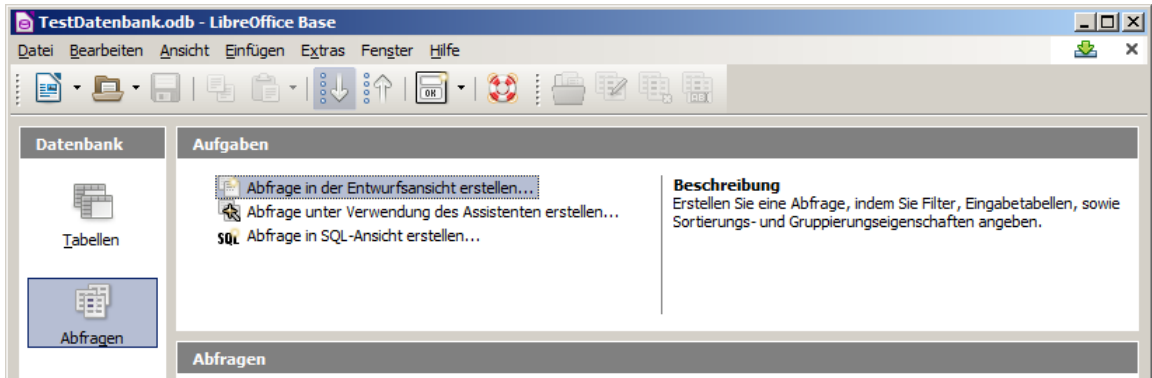 TestDatenbank.odb - LibreOffice Base
Datei Bearbeiten Ansicht Einfügen Extras Fenster Hilfe
OK
Datenbank
Tabellen
Abfragen
Aufgaben
Abfrage in der Entwurfsansicht erstellen...
Abfrage unter Verwendung des Assistenten erstellen...
SQL Abfrage in SQL-Ansicht erstellen...
Beschreibung
Erstellen Sie eine Abfrage, indem Sie Filter, Eingabetabellen, sowie
Sortierungs- und Gruppierungseigenschaften angeben.
Abfragen